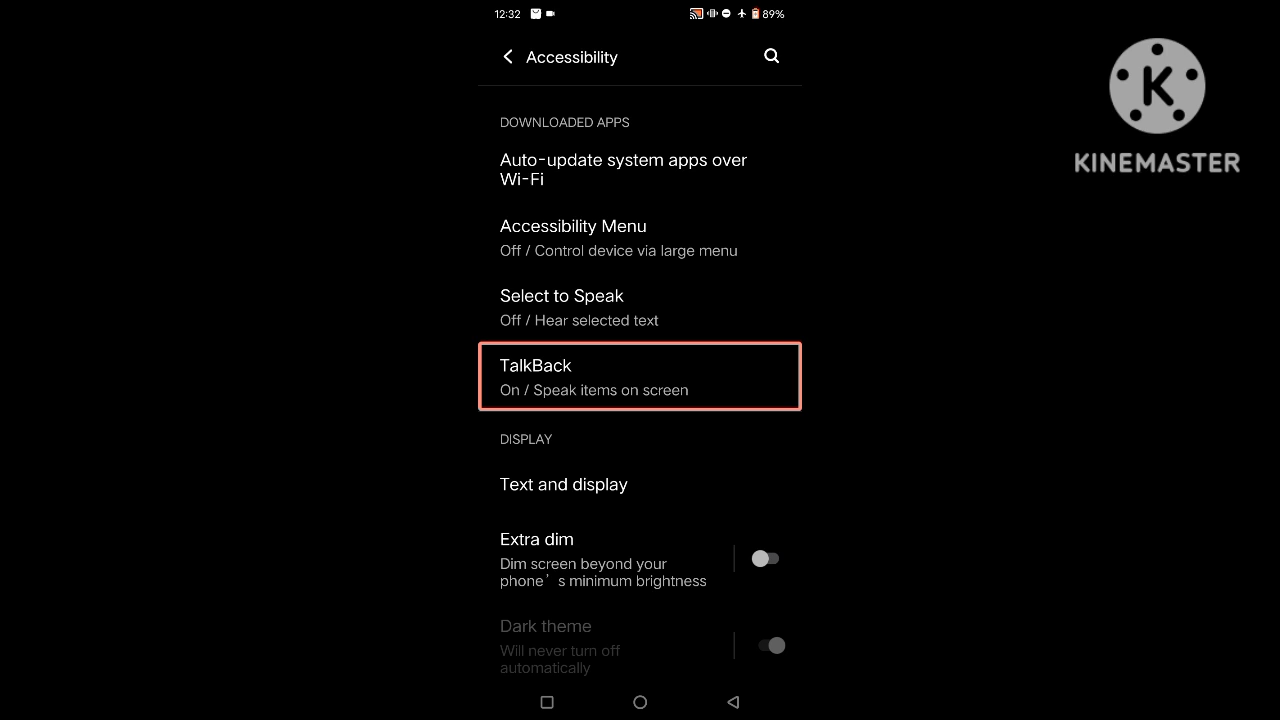 12:32
89%
Accessibility
DOWNLOADED APPS
Auto-update system apps over
Wi-Fi
Accessibility Menu
Off / Control device via large menu
Select to Speak
Off / Hear selected text
TalkBack
On / Speak items on screen
DISPLAY
Text and display
Extra dim
Dim screen beyond your
phone’s minimum brightness
Dark theme
Will never turn off
automatically
K
KINEMASTER